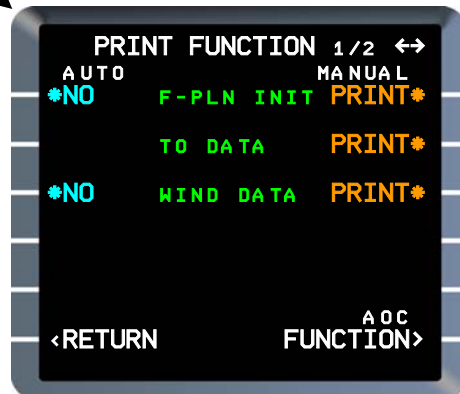 PRINT FUNCTION 1/2 ↔
AUTO MANUAL
*NO F-PLN INIT PRINT*
TO DATA PRINT*
*NO WIND DATA PRINT*
AOC
<RETURN FUNCTION>